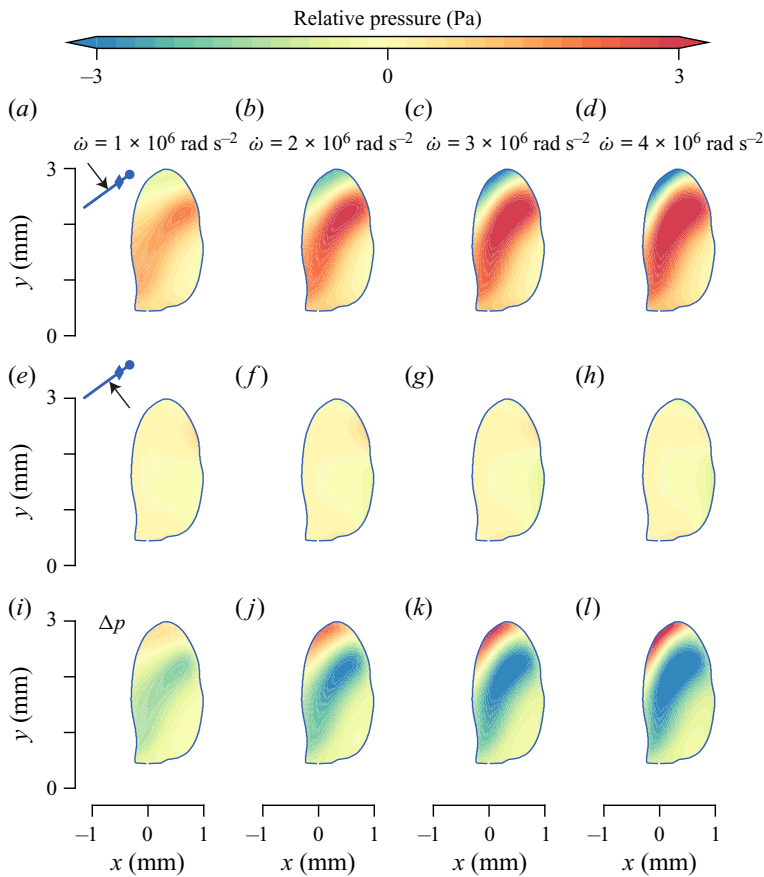 Relative pressure (Pa)
–3 0 3
(a) (b) (c) (d)
ω̇ = 1 × 10⁶ rad s⁻² ω̇ = 2 × 10⁶ rad s⁻² ω̇ = 3 × 10⁶ rad s⁻² ω̇ = 4 × 10⁶ rad s⁻²
3
y (mm)
0
(e) (f) (g) (h)
3
y (mm)
0
(i) (j) (k) (l)
3
Δp
y (mm)
0
–1 0 1 –1 0 1 –1 0 1 –1 0 1
x (mm) x (mm) x (mm) x (mm)